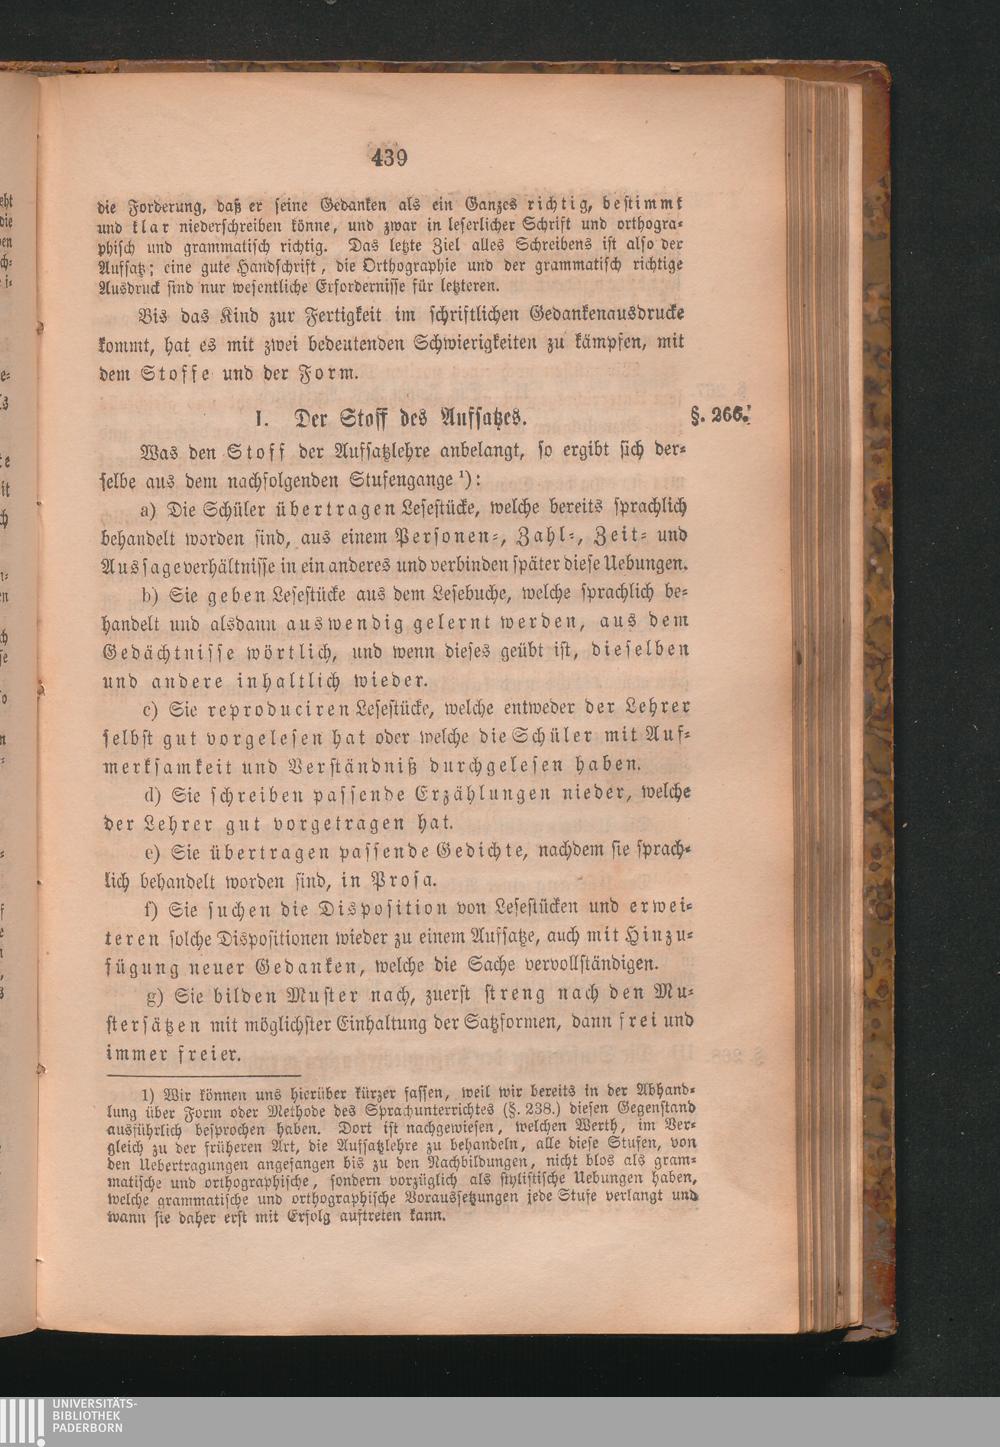 439
die Forderung, daß er seine Gedanken als ein Ganzes richtig, bestimmt
und klar niederschreiben könne, und zwar in leserlicher Schrift und orthogra-
phisch und grammatisch richtig. Das letzte Ziel alles Schreibens ist also der
Aufsatz; eine gute Handschrift, die Orthographie und der grammatisch richtige
Ausdruck sind nur wesentliche Erfordernisse für letzteren.
Bis das Kind zur Fertigkeit im schriftlichen Gedankenausdrucke
kommt, hat es mit zwei bedeutenden Schwierigkeiten zu kämpfen, mit
dem Stoffe und der Form.
I. Der Stoff des Aufsatzes. §. 266.
Was den Stoff der Aufsatzlehre anbelangt, so ergibt sich der-
selbe aus dem nachfolgenden Stufengange 1):
a) Die Schüler übertragen Lesestücke, welche bereits sprachlich
behandelt worden sind, aus einem Personen-, Zahl-, Zeit- und
Aussageverhältnisse in ein anderes und verbinden später diese Uebungen.
b) Sie geben Lesestücke aus dem Lesebuche, welche sprachlich be-
handelt und alsdann auswendig gelernt werden, aus dem
Gedächtnisse wörtlich, und wenn dieses geübt ist, dieselben
und andere inhaltlich wieder.
c) Sie reproduciren Lesestücke, welche entweder der Lehrer
selbst gut vorgelesen hat oder welche die Schüler mit Auf-
merksamkeit und Verständniß durchgelesen haben.
d) Sie schreiben passende Erzählungen nieder, welche
der Lehrer gut vorgetragen hat.
e) Sie übertragen passende Gedichte, nachdem sie sprach-
lich behandelt worden sind, in Prosa.
f) Sie suchen die Disposition von Lesestücken und erwei-
teren solche Dispositionen wieder zu einem Aufsatze, auch mit Hinzu-
fügung neuer Gedanken, welche die Sache vervollständigen.
g) Sie bilden Muster nach, zuerst streng nach den Mu-
stersätzen mit möglichster Einhaltung der Satzformen, dann frei und
immer freier.
1) Wir können uns hierüber kürzer fassen, weil wir bereits in der Abhand-
lung über Form oder Methode des Sprachunterrichtes (§. 238.) diesen Gegenstand
ausführlich besprochen haben. Dort ist nachgewiesen, welchen Werth, im Ver-
gleich zu der früheren Art, die Aufsatzlehre zu behandeln, alle diese Stufen, von
den Uebertragungen angefangen bis zu den Nachbildungen, nicht blos als gram-
matische und orthographische, sondern vorzüglich als stylistische Uebungen haben,
welche grammatische und orthographische Voraussetzungen jede Stufe verlangt und
wann sie daher erst mit Erfolg auftreten kann.
UNIVERSITÄTS-
BIBLIOTHEK
PADERBORN